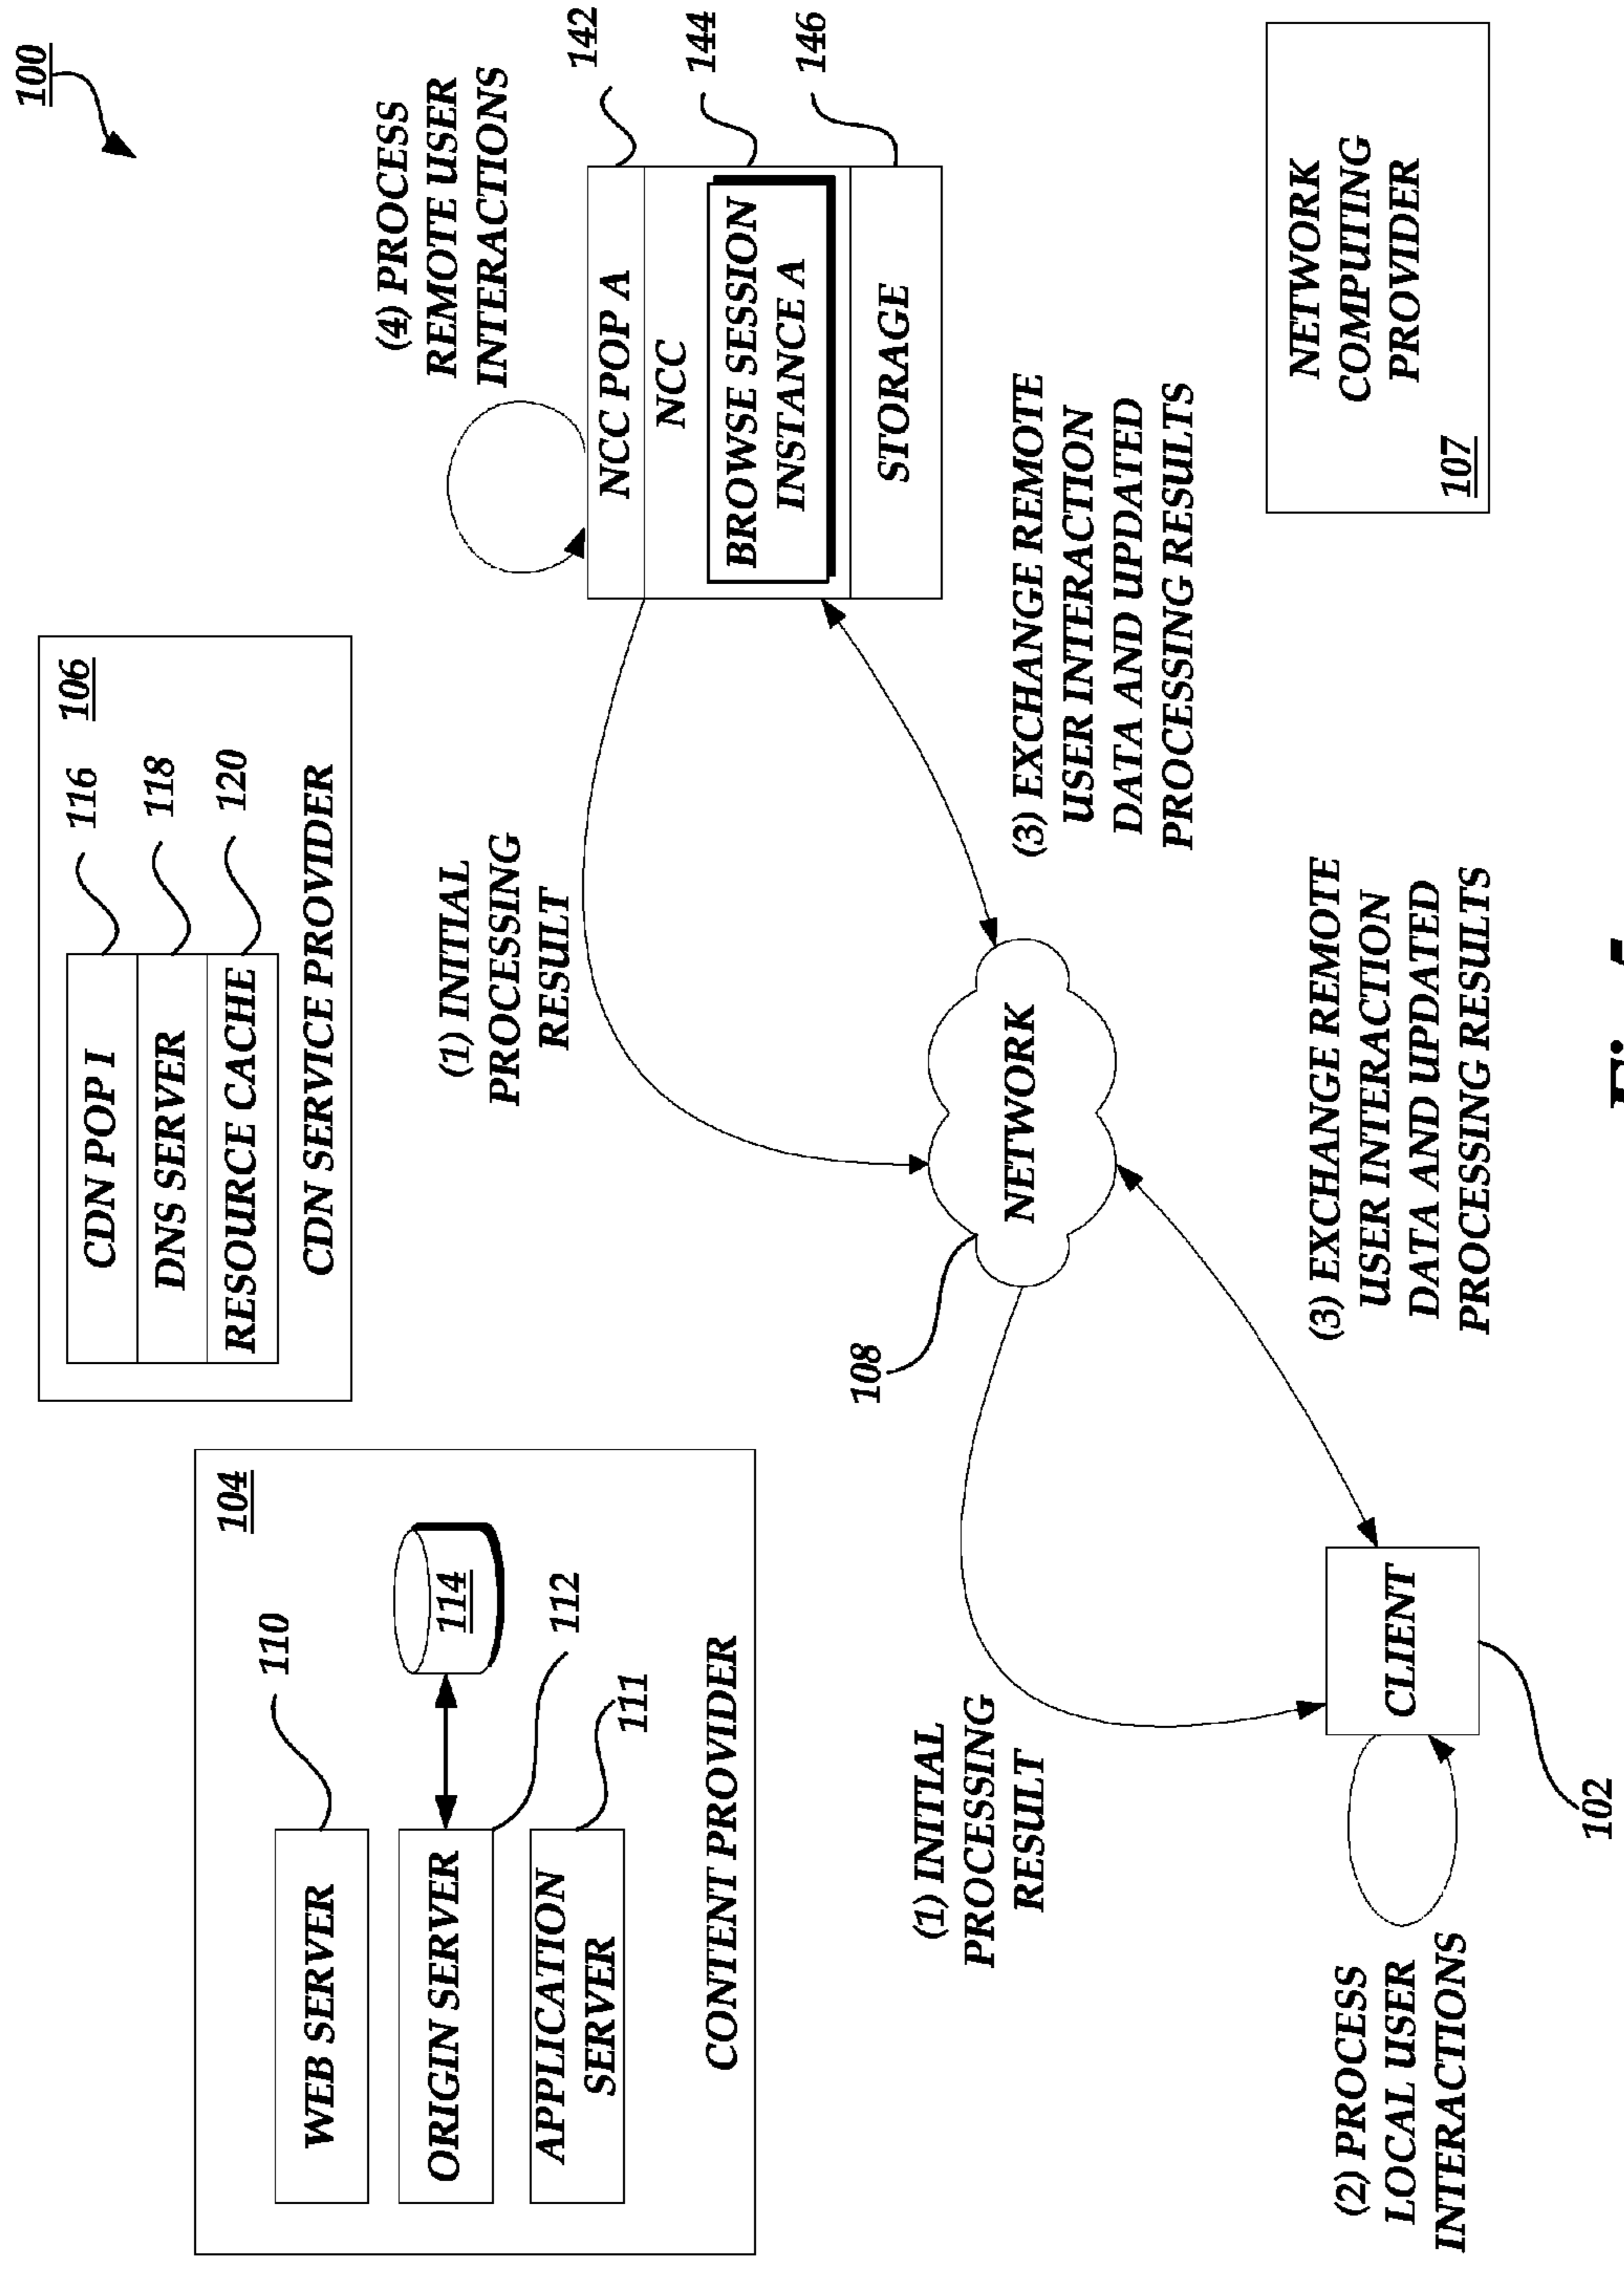 100
116
118
120
106
CDN POP I
DNS SERVER
RESOURCE CACHE
CDN SERVICE PROVIDER
104
110
WEB SERVER
ORIGIN SERVER
114
112
APPLICATION
SERVER
111
CONTENT PROVIDER
(4) PROCESS
REMOTE USER
INTERACTIONS
142
144
146
NCC POP A
NCC
BROWSE SESSION
INSTANCE A
STORAGE
(1) INITIAL
PROCESSING
RESULT
108
NETWORK
(3) EXCHANGE REMOTE
USER INTERACTION
DATA AND UPDATED
PROCESSING RESULTS
(1) INITIAL
PROCESSING
RESULT
(2) PROCESS
LOCAL USER
INTERACTIONS
CLIENT
102
(3) EXCHANGE REMOTE
USER INTERACTION
DATA AND UPDATED
PROCESSING RESULTS
NETWORK
COMPUTING
PROVIDER
107